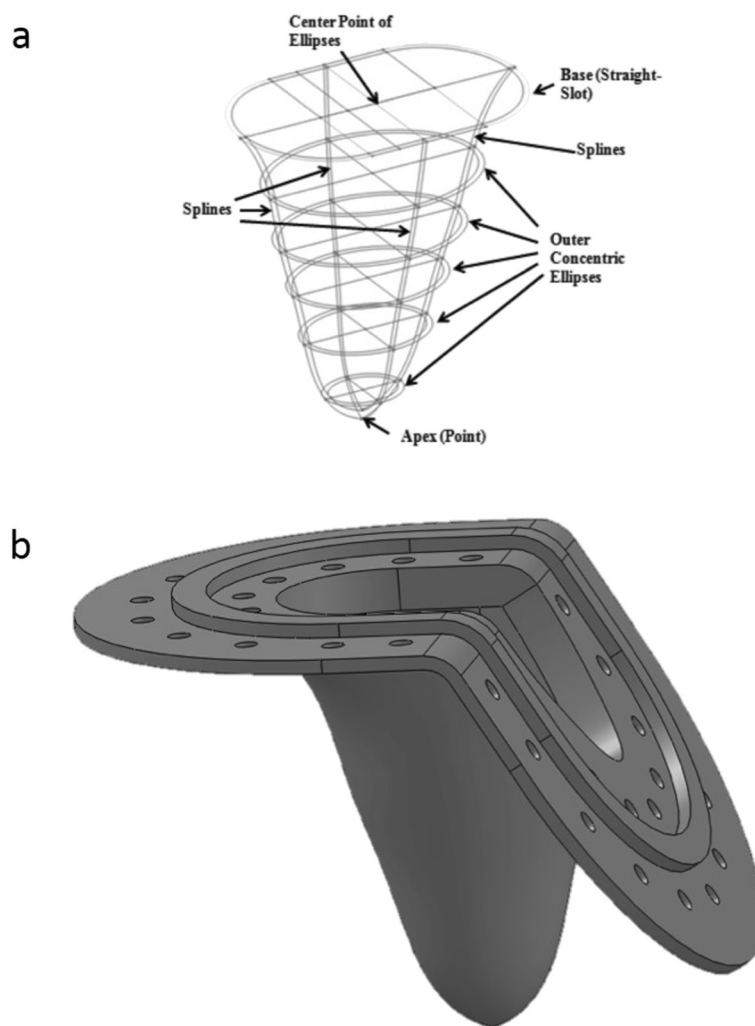 a
Center Point of
Ellipses
Base (Straight-
Slot)
Splines
Splines
Outer
Concentric
Ellipses
Apex (Point)
b